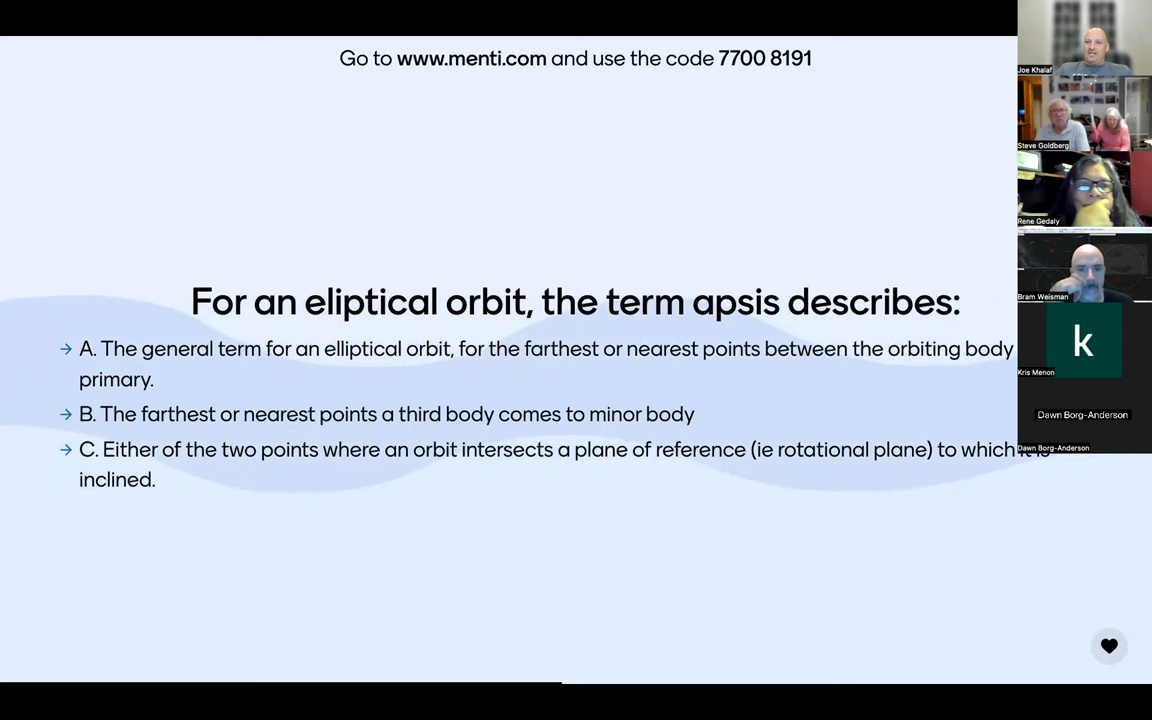 Go to www.menti.com and use the code 7700 8191
For an eliptical orbit, the term apsis describes:
A. The general term for an elliptical orbit, for the farthest or nearest points between the orbiting body
primary.
B. The farthest or nearest points a third body comes to minor body
C. Either of the two points where an orbit intersects a plane of reference (ie rotational plane) to which it is
inclined.
Joe Khalaf
Steve Goldberg
Rene Gedaly
Bram Weisman
k
Kris Menon
Dawn Borg-Anderson
Dawn Borg-Anderson